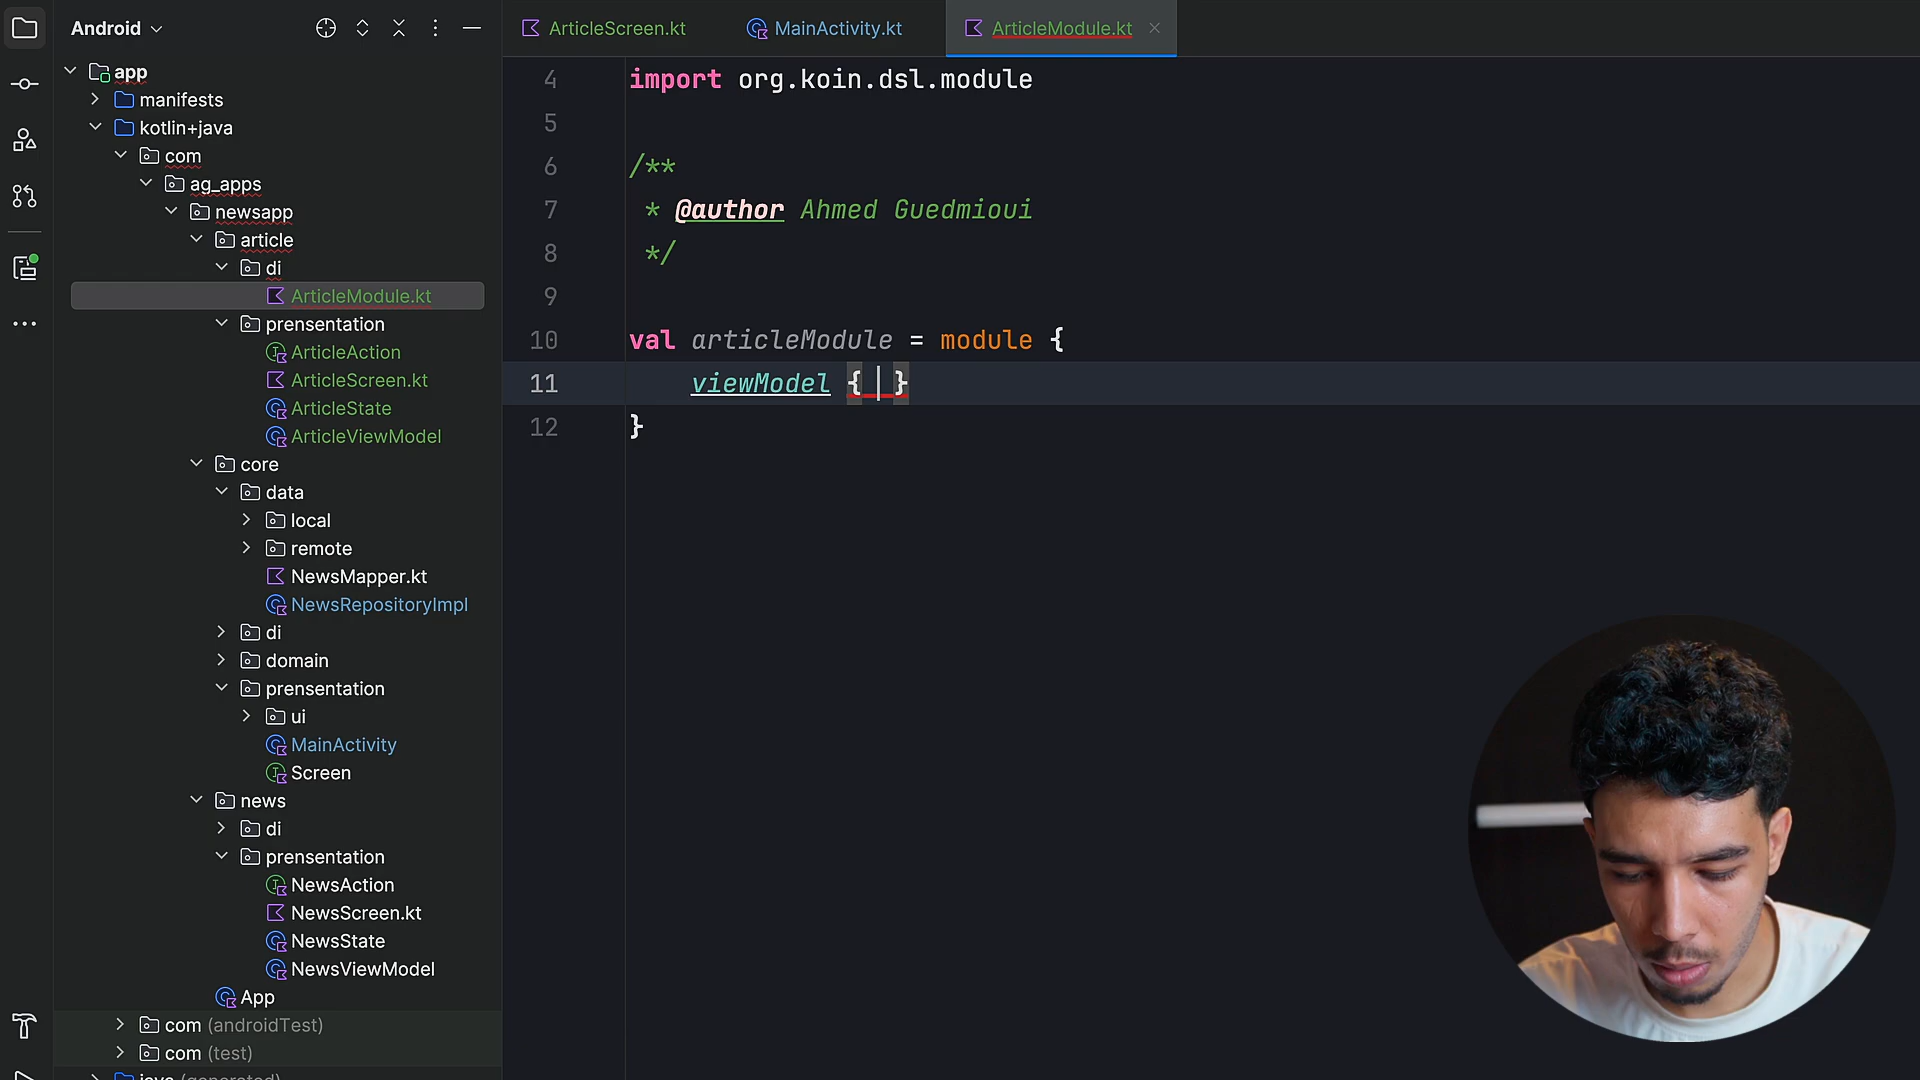 Android
ArticleScreen.kt
MainActivity.kt
ArticleModule.kt
app
manifests
kotlin+java
com
ag_apps
newsapp
article
di
ArticleModule.kt
prensentation
ArticleAction
ArticleScreen.kt
ArticleState
ArticleViewModel
core
data
local
remote
NewsMapper.kt
NewsRepositoryImpl
di
domain
prensentation
ui
MainActivity
Screen
news
di
prensentation
NewsAction
NewsScreen.kt
NewsState
NewsViewModel
App
com (androidTest)
com (test)
java (generated)
4 import org.koin.dsl.module
5
6 /**
7 * @author Ahmed Guedmioui
8 */
9
10 val articleModule = module {
11 viewModel { }
12 }